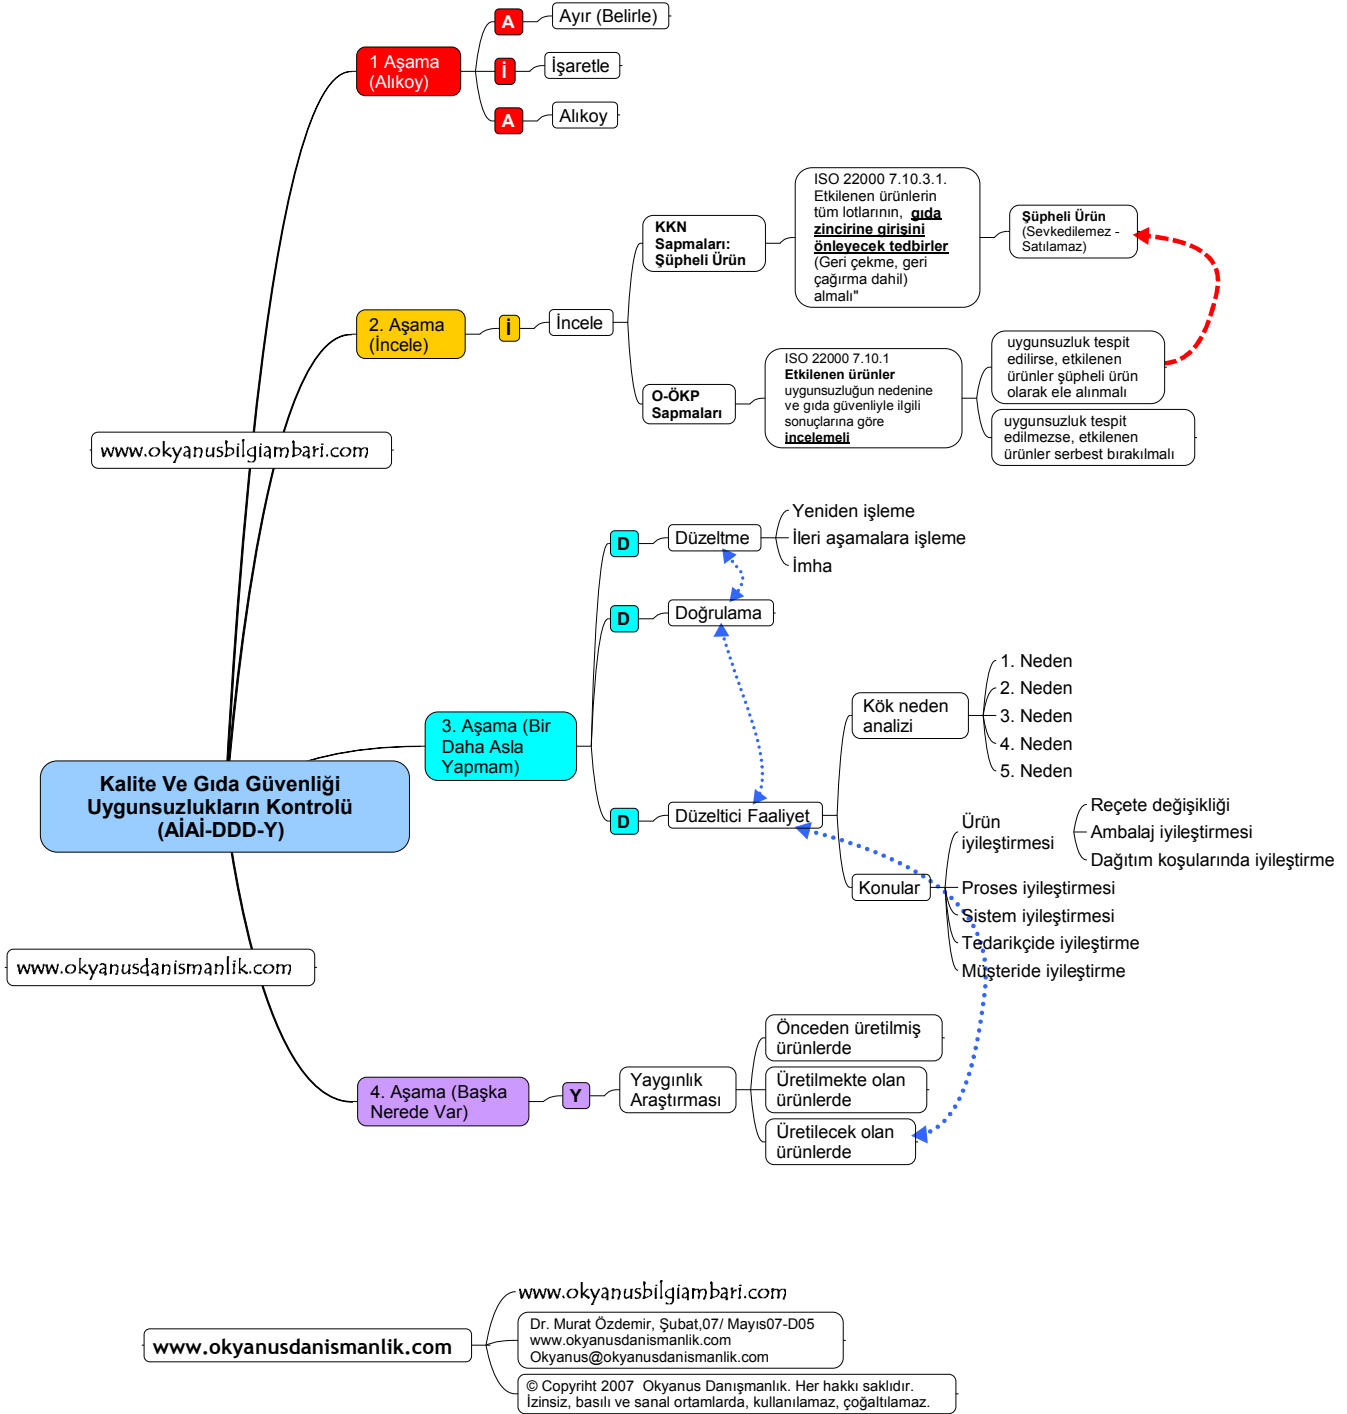 A
Ayır (Belirle)
1 Aşama
(Alıkoy)
İ
İşaretle
A
Alıkoy
2. Aşama
(İncele)
İ
İncele
KKN
Sapmaları:
Şüpheli Ürün
ISO 22000 7.10.3.1.
Etkilenen ürünlerin
tüm lotlarının, gıda
zincirine girişini
önleyecek tedbirler
(Geri çekme, geri
çağırma dahil)
almalı"
Şüpheli Ürün
(Sevkedilemez -
Satılamaz)
O-ÖKP
Sapmaları
ISO 22000 7.10.1
Etkilenen ürünler
uygunsuzluğun nedenine
ve gıda güvenliyle ilgili
sonuçlarına göre
incelemeli
uygunsuzluk tespit
edilirse, etkilenen
ürünler şüpheli ürün
olarak ele alınmalı
uygunsuzluk tespit
edilmezse, etkilenen
ürünler serbest bırakılmalı
www.okyanusbilgiambari.com
3. Aşama (Bir
Daha Asla
Yapmam)
D
Düzeltme
Yeniden işleme
İleri aşamalara işleme
İmha
D
Doğrulama
D
Düzeltici Faaliyet
Kök neden
analizi
1. Neden
2. Neden
3. Neden
4. Neden
5. Neden
Konular
Ürün
iyileştirmesi
Reçete değişikliği
Ambalaj iyileştirmesi
Dağıtım koşularında iyileştirme
Proses iyileştirmesi
Sistem iyileştirmesi
Tedarikçide iyileştirme
Müşteride iyileştirme
Kalite Ve Gıda Güvenliği
Uygunsuzlukların Kontrolü
(AİAİ-DDD-Y)
www.okyanusdanismanlik.com
4. Aşama (Başka
Nerede Var)
Y
Yaygınlık
Araştırması
Önceden üretilmiş
ürünlerde
Üretilmekte olan
ürünlerde
Üretilecek olan
ürünlerde
www.okyanusdanismanlik.com
www.okyanusbilgiambari.com
Dr. Murat Özdemir, Şubat,07/ Mayıs07-D05
www.okyanusdanismanlik.com
Okyanus@okyanusdanismanlik.com
© Copyriht 2007  Okyanus Danışmanlık. Her hakkı saklıdır.
İzinsiz, basılı ve sanal ortamlarda, kullanılamaz, çoğaltılamaz.